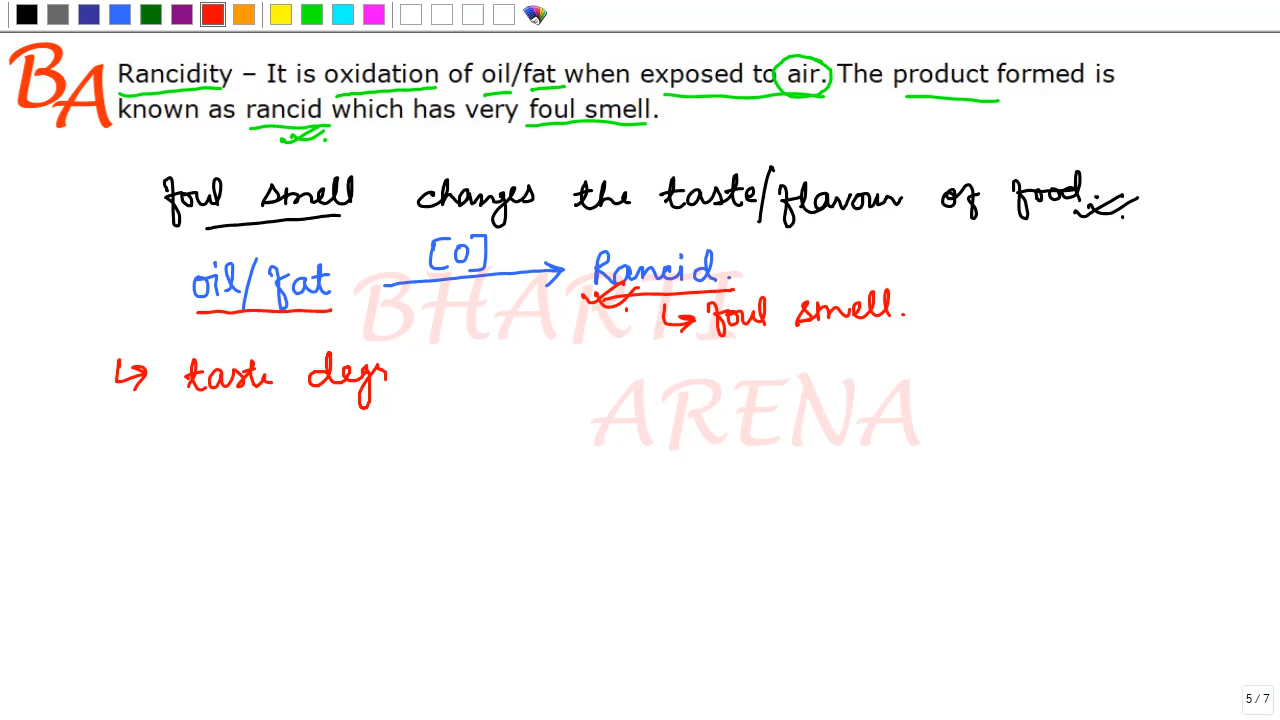 BA
Rancidity – It is oxidation of oil/fat when exposed to air. The product formed is
known as rancid which has very foul smell.
foul smell changes the taste/flavour of food.
oil/fat [O] → Rancid.
↳ foul smell.
BHARTI
↳ taste degr
ARENA
5 / 7